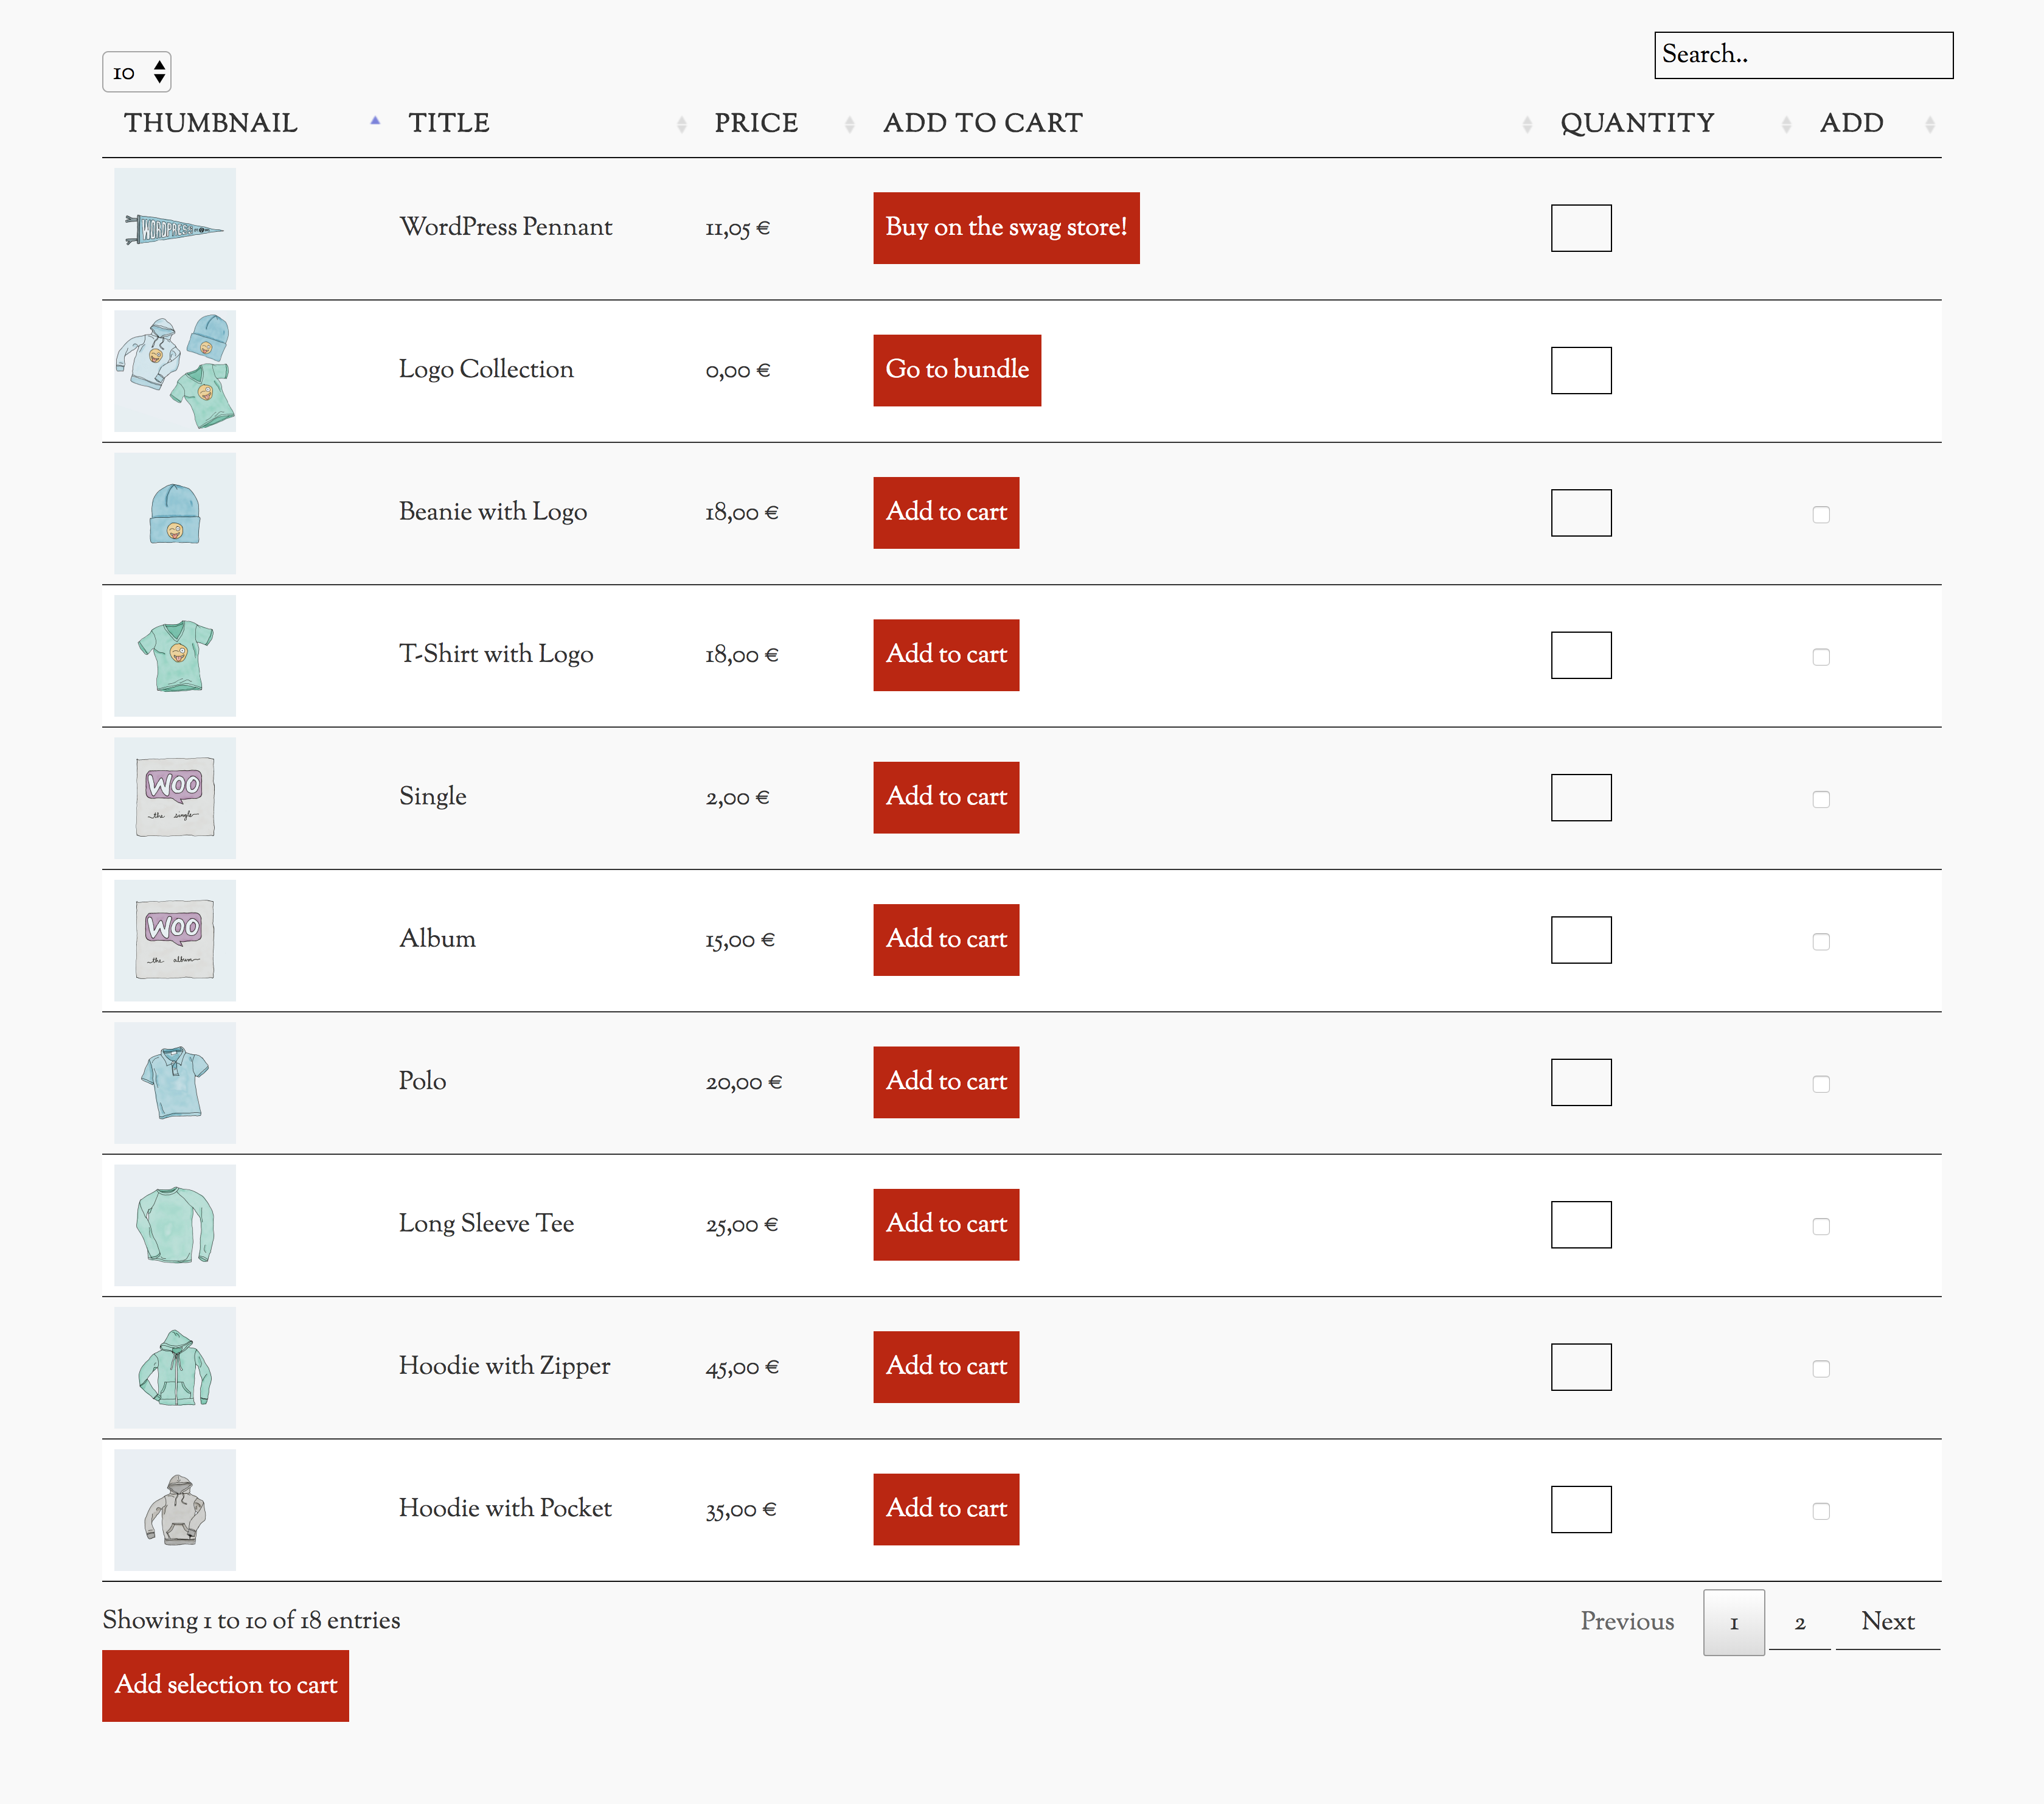 10
Search..
THUMBNAIL TITLE PRICE ADD TO CART QUANTITY ADD
WORDPRESS WordPress Pennant 11,05 € Buy on the swag store!
Logo Collection 0,00 € Go to bundle
Beanie with Logo 18,00 € Add to cart
T-Shirt with Logo 18,00 € Add to cart
WOO
the single
Single 2,00 € Add to cart
WOO
the album
Album 15,00 € Add to cart
Polo 20,00 € Add to cart
Long Sleeve Tee 25,00 € Add to cart
Hoodie with Zipper 45,00 € Add to cart
Hoodie with Pocket 35,00 € Add to cart
Showing 1 to 10 of 18 entries Previous 1 2 Next
Add selection to cart